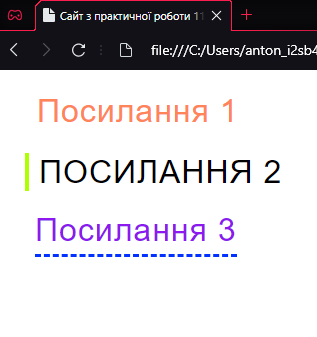 Сайт з практичної роботи 11
file:///C:/Users/anton_i2sb4
Посилання 1
ПОСИЛАННЯ 2
Посилання 3